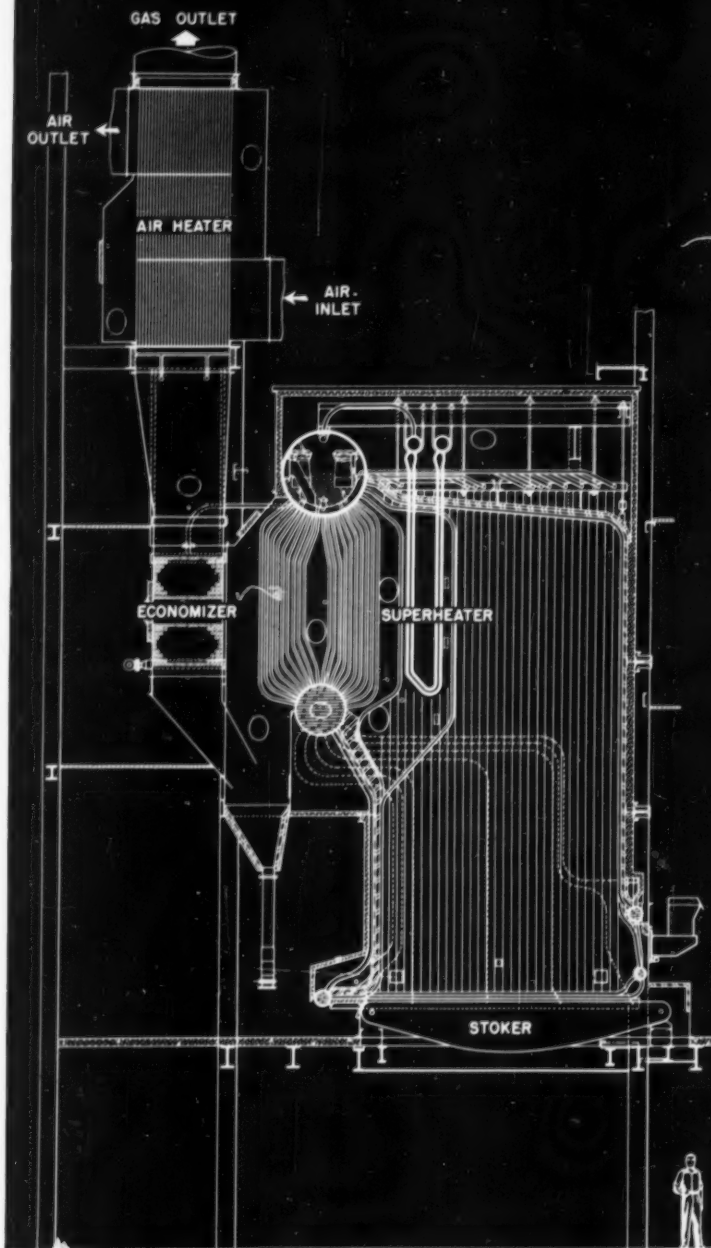 GAS OUTLET
AIR
OUTLET
AIR HEATER
AIR
INLET
ECONOMIZER
SUPERHEATER
STOKER